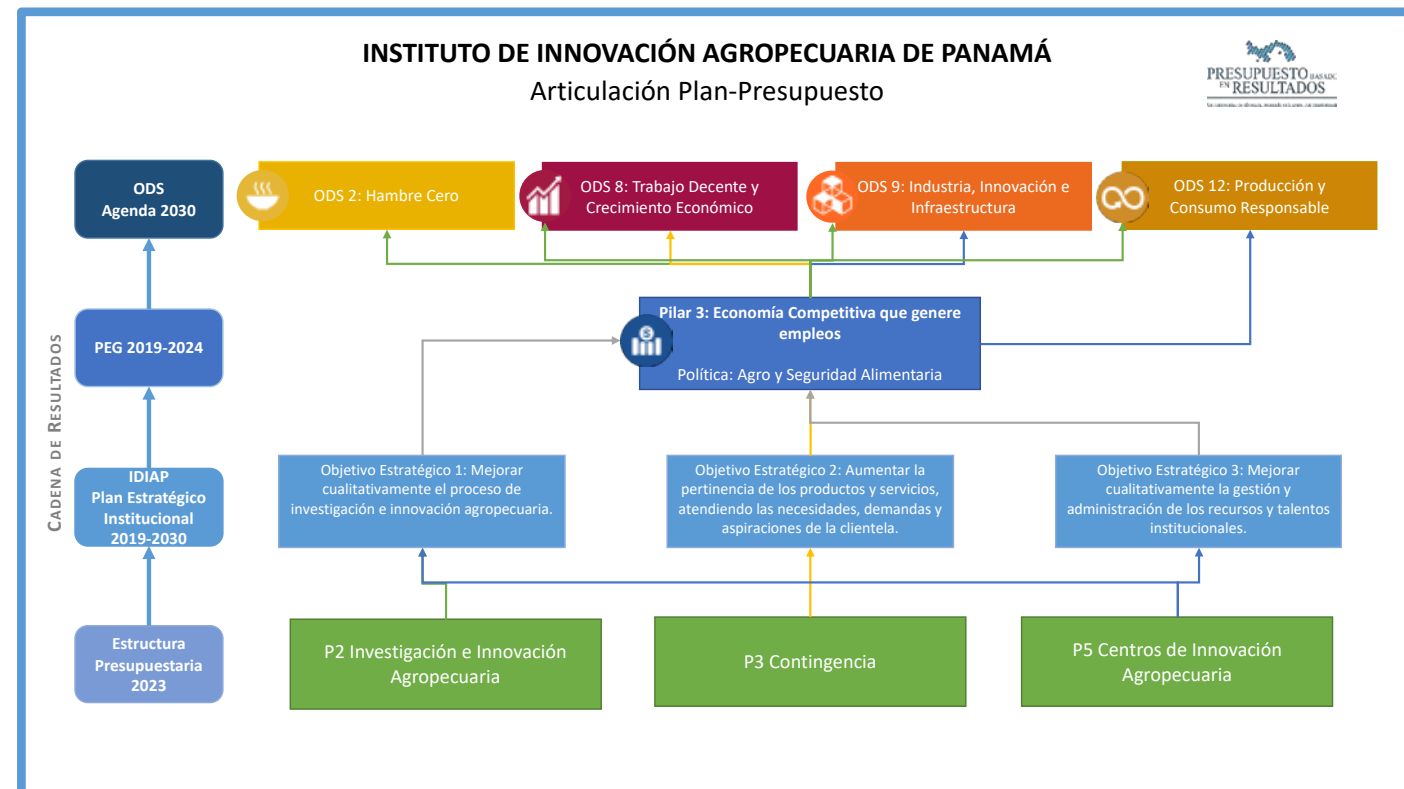 INSTITUTO DE INNOVACIÓN AGROPECUARIA DE PANAMÁ
Articulación Plan-Presupuesto
PRESUPUESTO BASADO
EN RESULTADOS
ODS
Agenda 2030
ODS 2: Hambre Cero
ODS 8: Trabajo Decente y
Crecimiento Económico
ODS 9: Industria, Innovación e
Infraestructura
ODS 12: Producción y
Consumo Responsable
CADENA DE RESULTADOS
PEG 2019-2024
Pilar 3: Economía Competitiva que genere
empleos
Política: Agro y Seguridad Alimentaria
IDIAP
Plan Estratégico
Institucional
2019-2030
Objetivo Estratégico 1: Mejorar
cualitativamente el proceso de
investigación e innovación agropecuaria.
Objetivo Estratégico 2: Aumentar la
pertinencia de los productos y servicios,
atendiendo las necesidades, demandas y
aspiraciones de la clientela.
Objetivo Estratégico 3: Mejorar
cualitativamente la gestión y
administración de los recursos y talentos
institucionales.
Estructura
Presupuestaria
2023
P2 Investigación e Innovación
Agropecuaria
P3 Contingencia
P5 Centros de Innovación
Agropecuaria